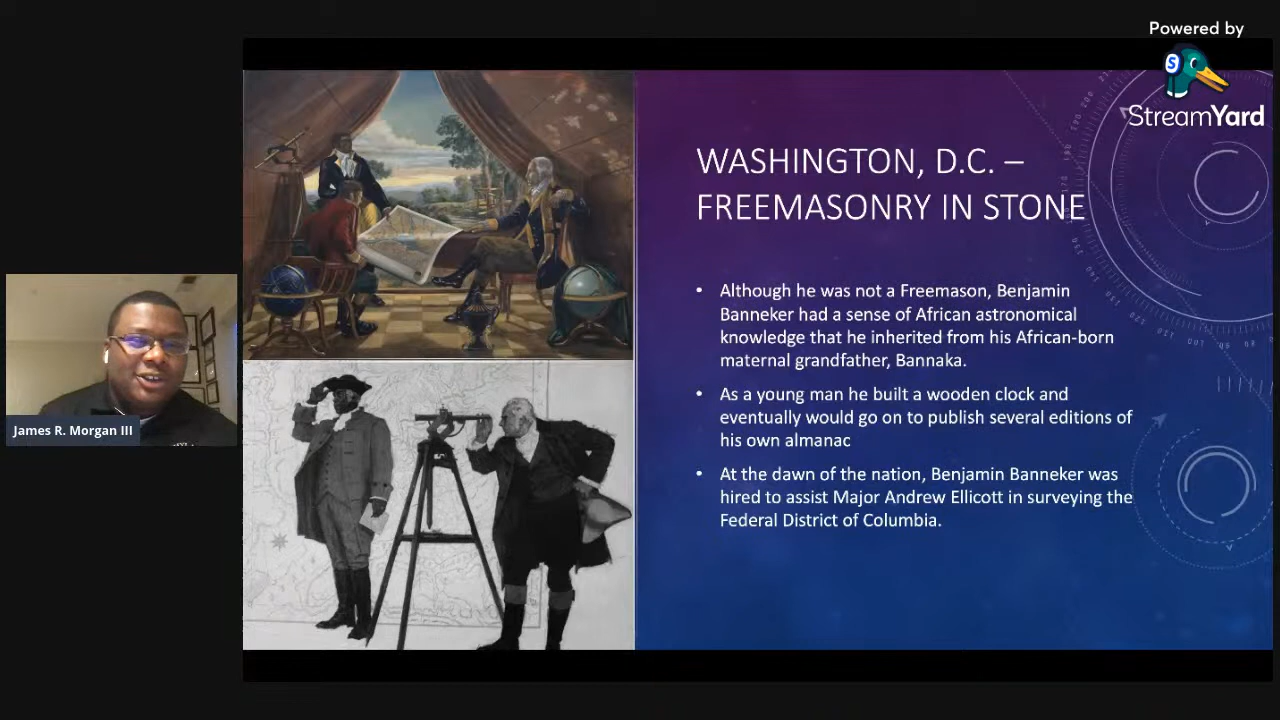 Powered by
StreamYard
WASHINGTON, D.C. –
FREEMASONRY IN STONE
• Although he was not a Freemason, Benjamin
Banneker had a sense of African astronomical
knowledge that he inherited from his African-born
maternal grandfather, Bannaka.
• As a young man he built a wooden clock and
eventually would go on to publish several editions of
his own almanac
• At the dawn of the nation, Benjamin Banneker was
hired to assist Major Andrew Ellicott in surveying the
Federal District of Columbia.
James R. Morgan III